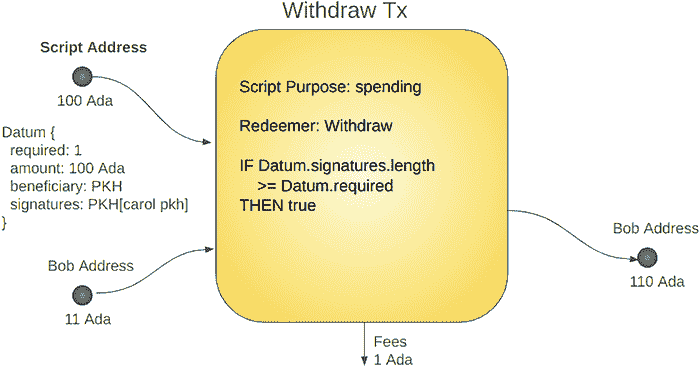 Withdraw Tx
Script Address
100 Ada
Datum {
required: 1
amount: 100 Ada
beneficiary: PKH
signatures: PKH[carol pkh]
}
Bob Address
11 Ada
Script Purpose: spending
Redeemer: Withdraw
IF Datum.signatures.length
>= Datum.required
THEN true
Bob Address
110 Ada
Fees
1 Ada